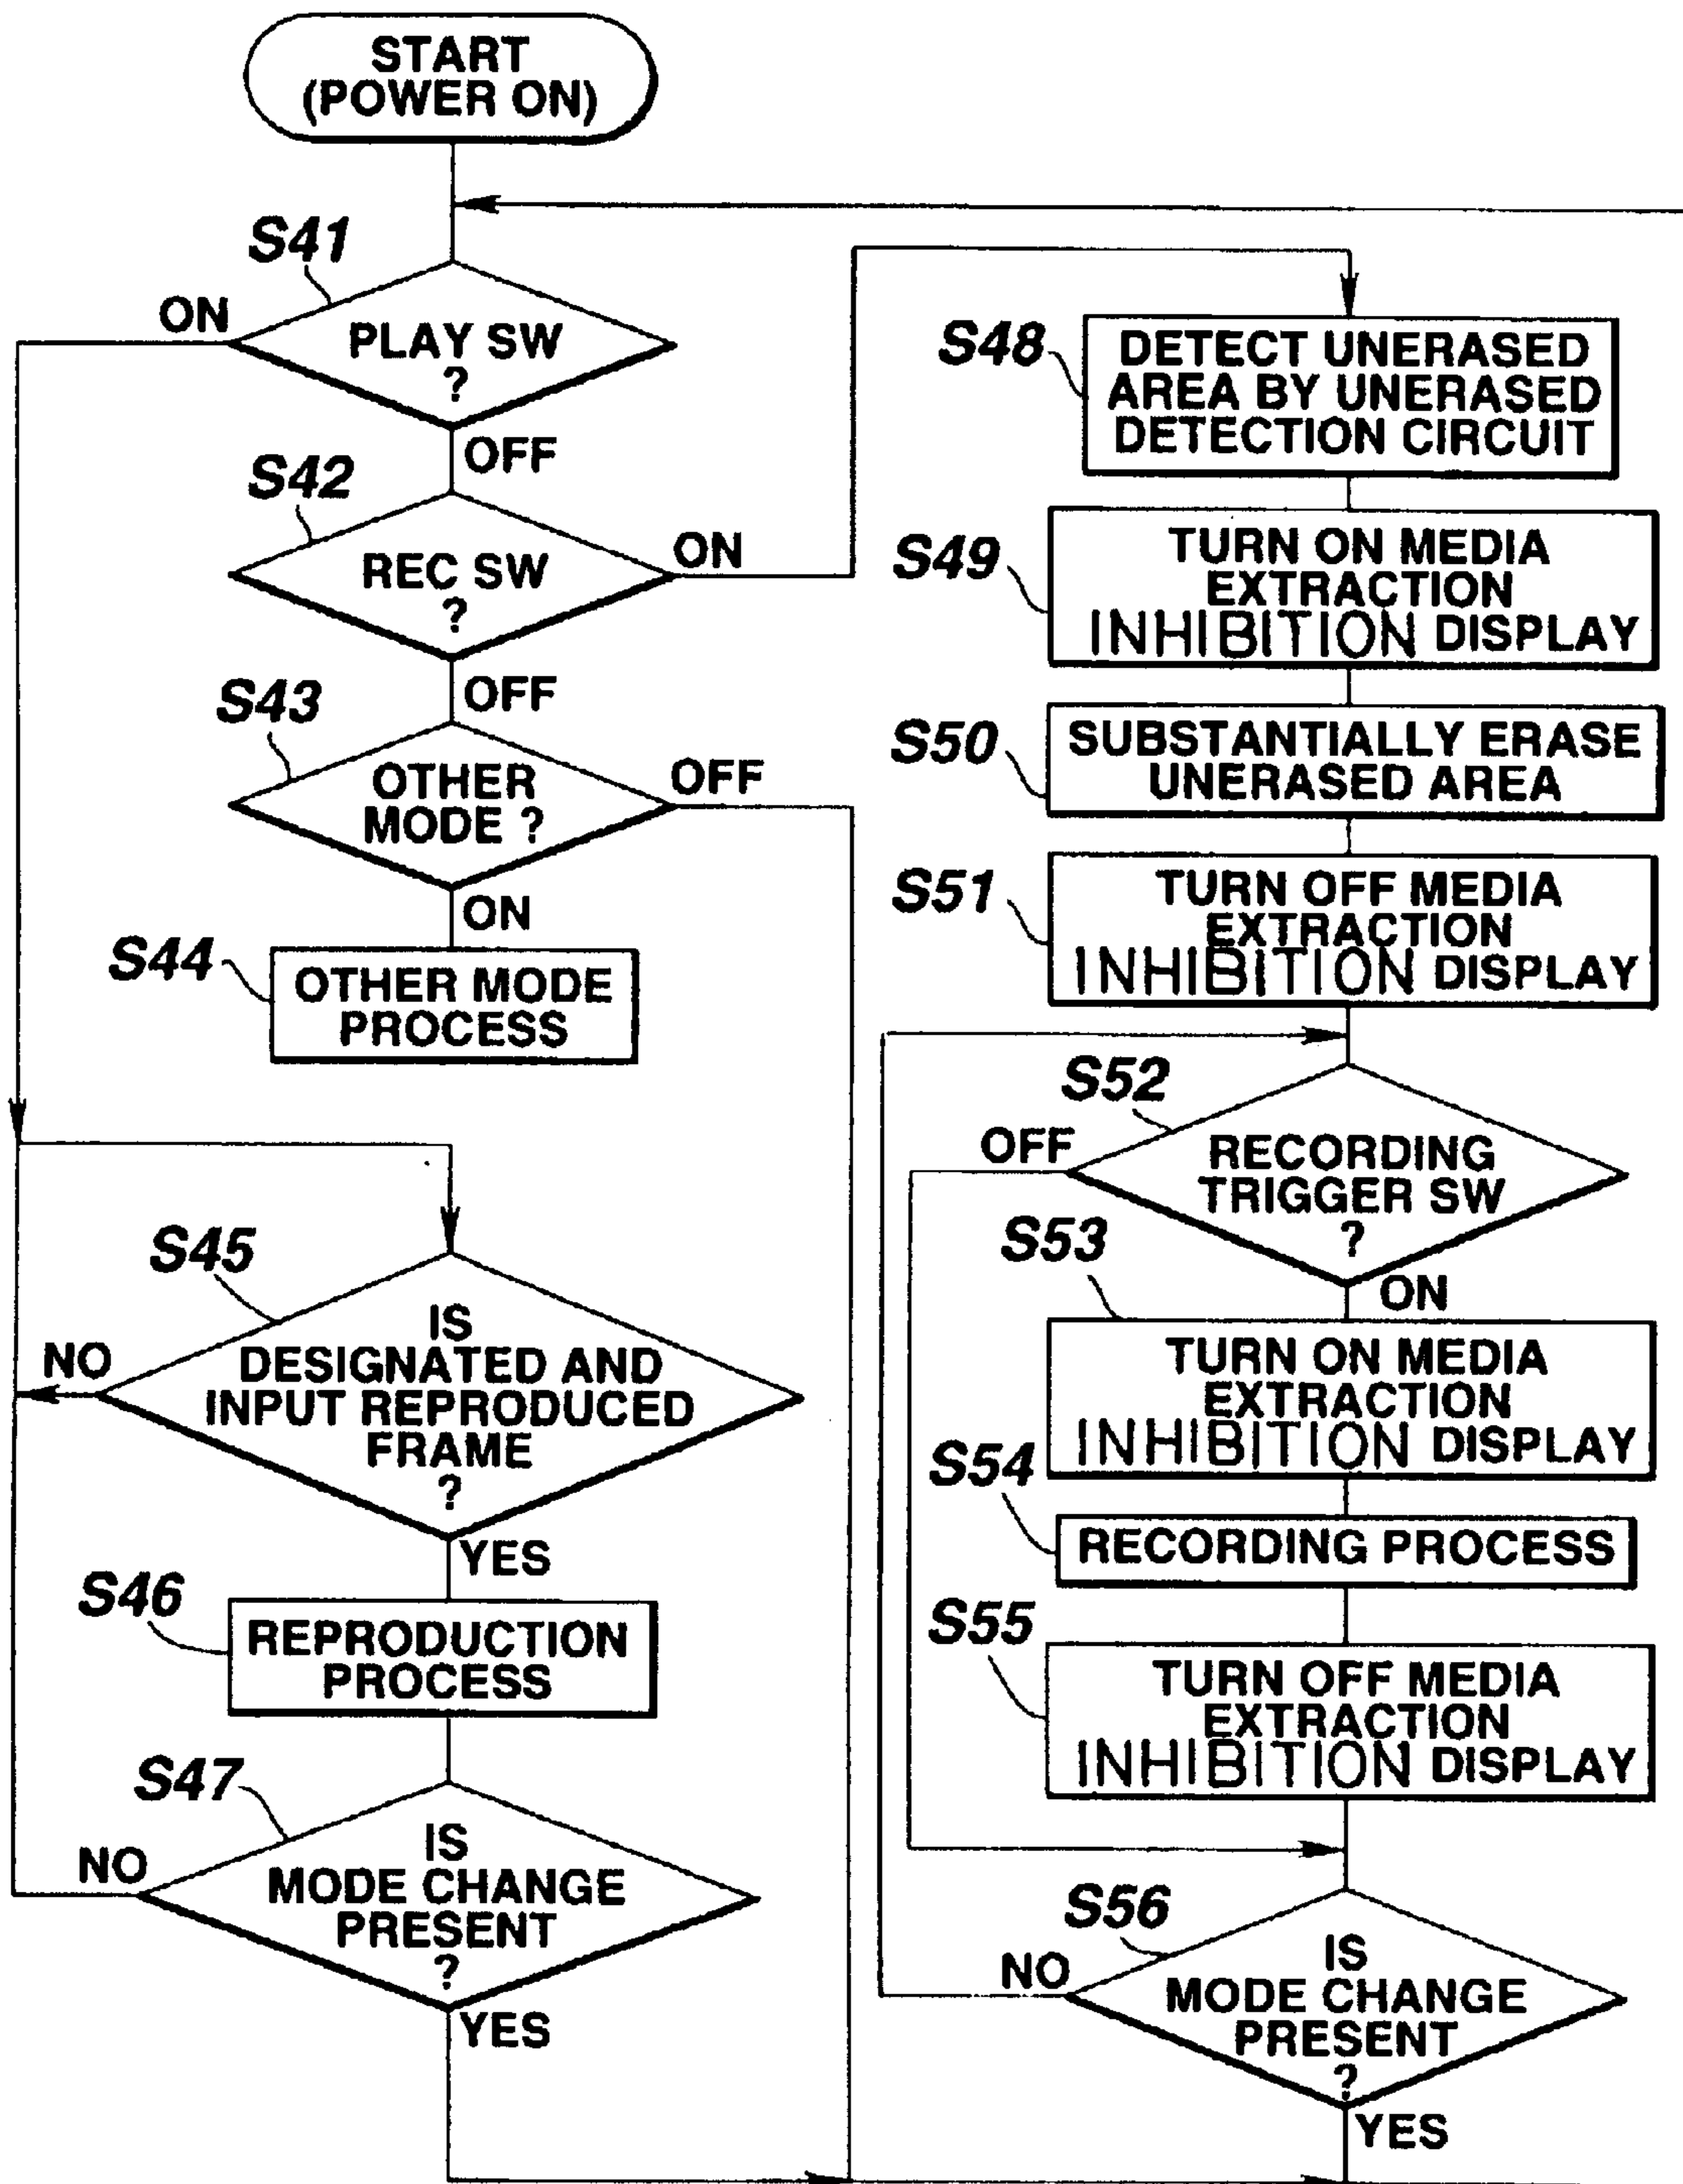 START
(POWER ON)
S41
ON
PLAY SW
?
OFF
S42
REC SW
?
ON
OFF
S43
OTHER
MODE ?
OFF
ON
S44
OTHER MODE
PROCESS
S45
IS
DESIGNATED AND
INPUT REPRODUCED
FRAME
?
NO
YES
S46
REPRODUCTION
PROCESS
S47
IS
MODE CHANGE
PRESENT
?
NO
YES
S48
DETECT UNERASED
AREA BY UNERASED
DETECTION CIRCUIT
S49
TURN ON MEDIA
EXTRACTION
INHIBITION DISPLAY
S50
SUBSTANTIALLY ERASE
UNERASED AREA
S51
TURN OFF MEDIA
EXTRACTION
INHIBITION DISPLAY
S52
OFF
RECORDING
TRIGGER SW
?
ON
S53
TURN ON MEDIA
EXTRACTION
INHIBITION DISPLAY
S54
RECORDING PROCESS
S55
TURN OFF MEDIA
EXTRACTION
INHIBITION DISPLAY
S56
NO
IS
MODE CHANGE
PRESENT
?
YES